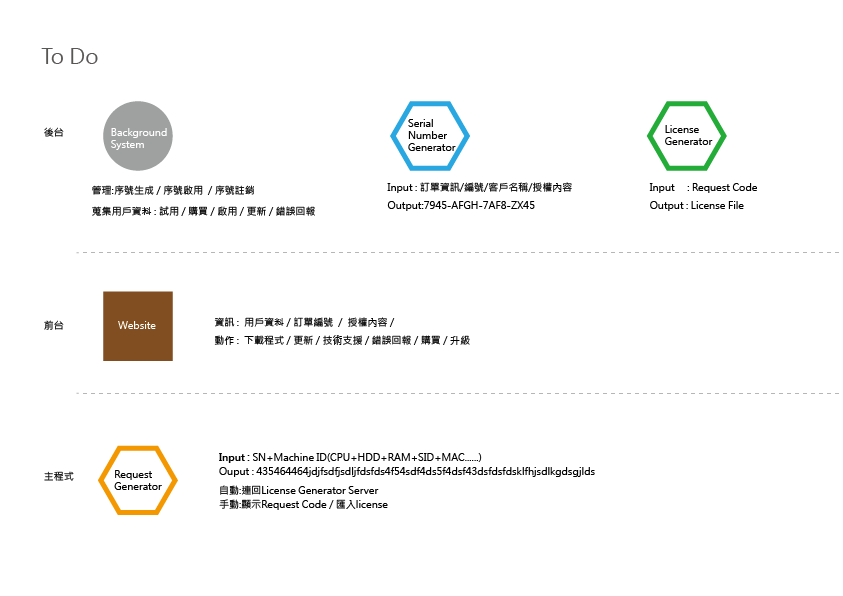 To Do
後台
Background
System
Serial
Number
Generator
License
Generator
管理:序號生成 / 序號啟用 / 序號註銷
蒐集用戶資料 : 試用 / 購買 / 啟用 / 更新 / 錯誤回報
Input : 訂單資訊/編號/客戶名稱/授權內容
Output:7945-AFGH-7AF8-ZX45
Input : Request Code
Output : License File
前台
Website
資訊 : 用戶資料 / 訂單編號 / 授權內容 /
動作 : 下載程式 / 更新 / 技術支援 / 錯誤回報 / 購買 / 升級
主程式
Request
Generator
Input : SN+Machine ID(CPU+HDD+RAM+SID+MAC......)
Ouput : 435464464jdjfsdfjsdljfdsfds4f54sdf4ds5f4dsf43dsfdsfdsklfhjsdlkgdsgjlds
自動:連回License Generator Server
手動:顯示Request Code / 匯入license